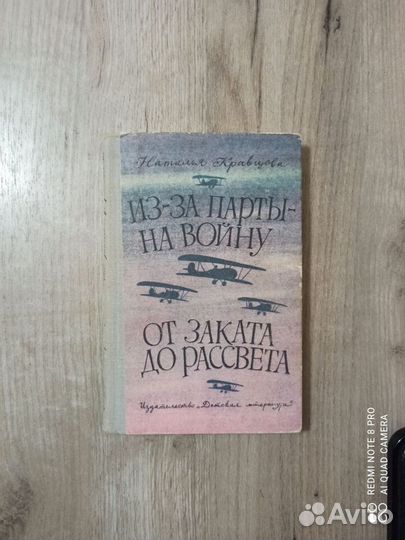 Наталья Кравцова
ИЗ-ЗА ПАРТЫ-
НА ВОЙНУ
ОТ ЗАКАТА
ДО РАССВЕТА
Издательство „Детская литература"
REDMI NOTE 8 PRO
AI QUAD CAMERA
Avito